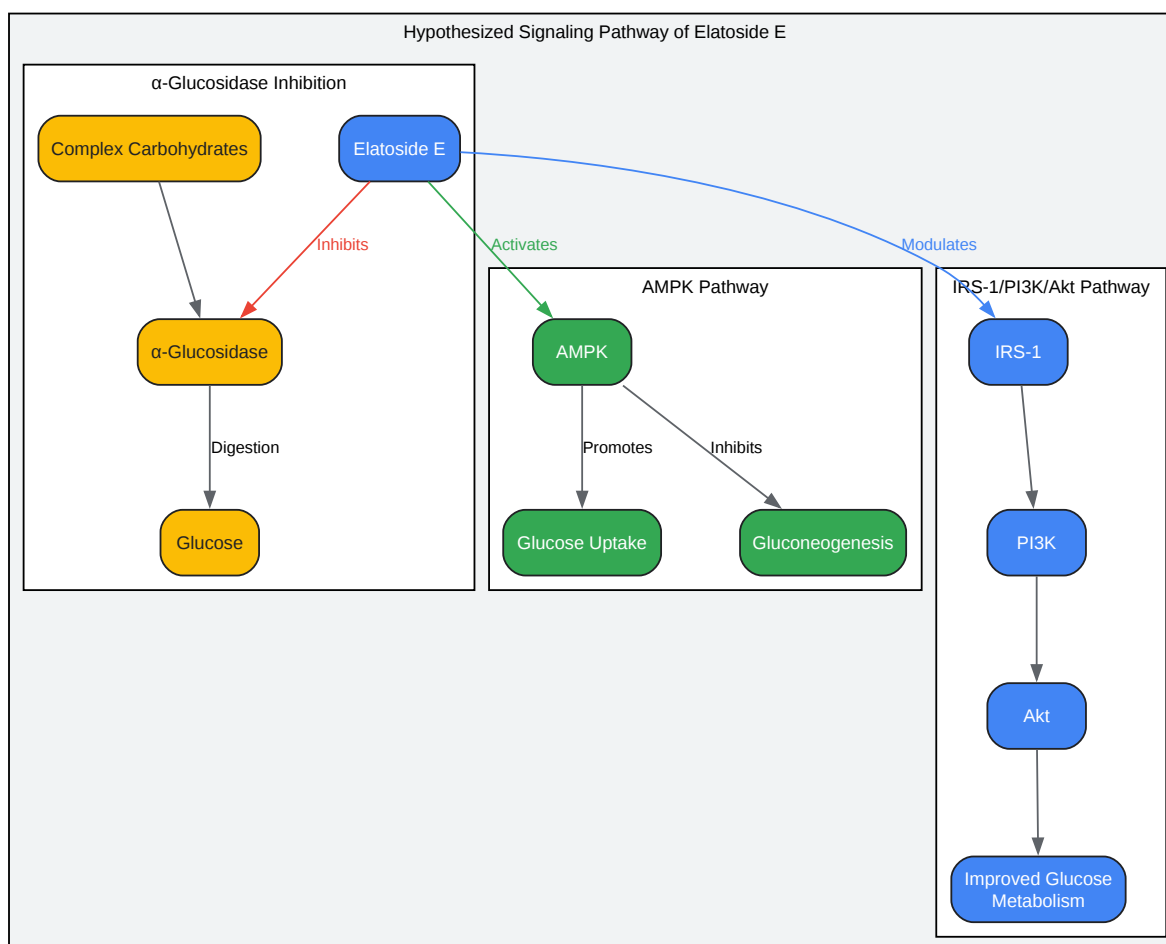 Hypothesized Signaling Pathway of Elatoside E
α-Glucosidase Inhibition
Complex Carbohydrates
Elatoside E
Inhibits
Activates
Modulates
AMPK Pathway
IRS-1/PI3K/Akt Pathway
α-Glucosidase
AMPK
IRS-1
Digestion
Promotes
Inhibits
Glucose
Glucose Uptake
Gluconeogenesis
PI3K
Akt
Improved Glucose
Metabolism